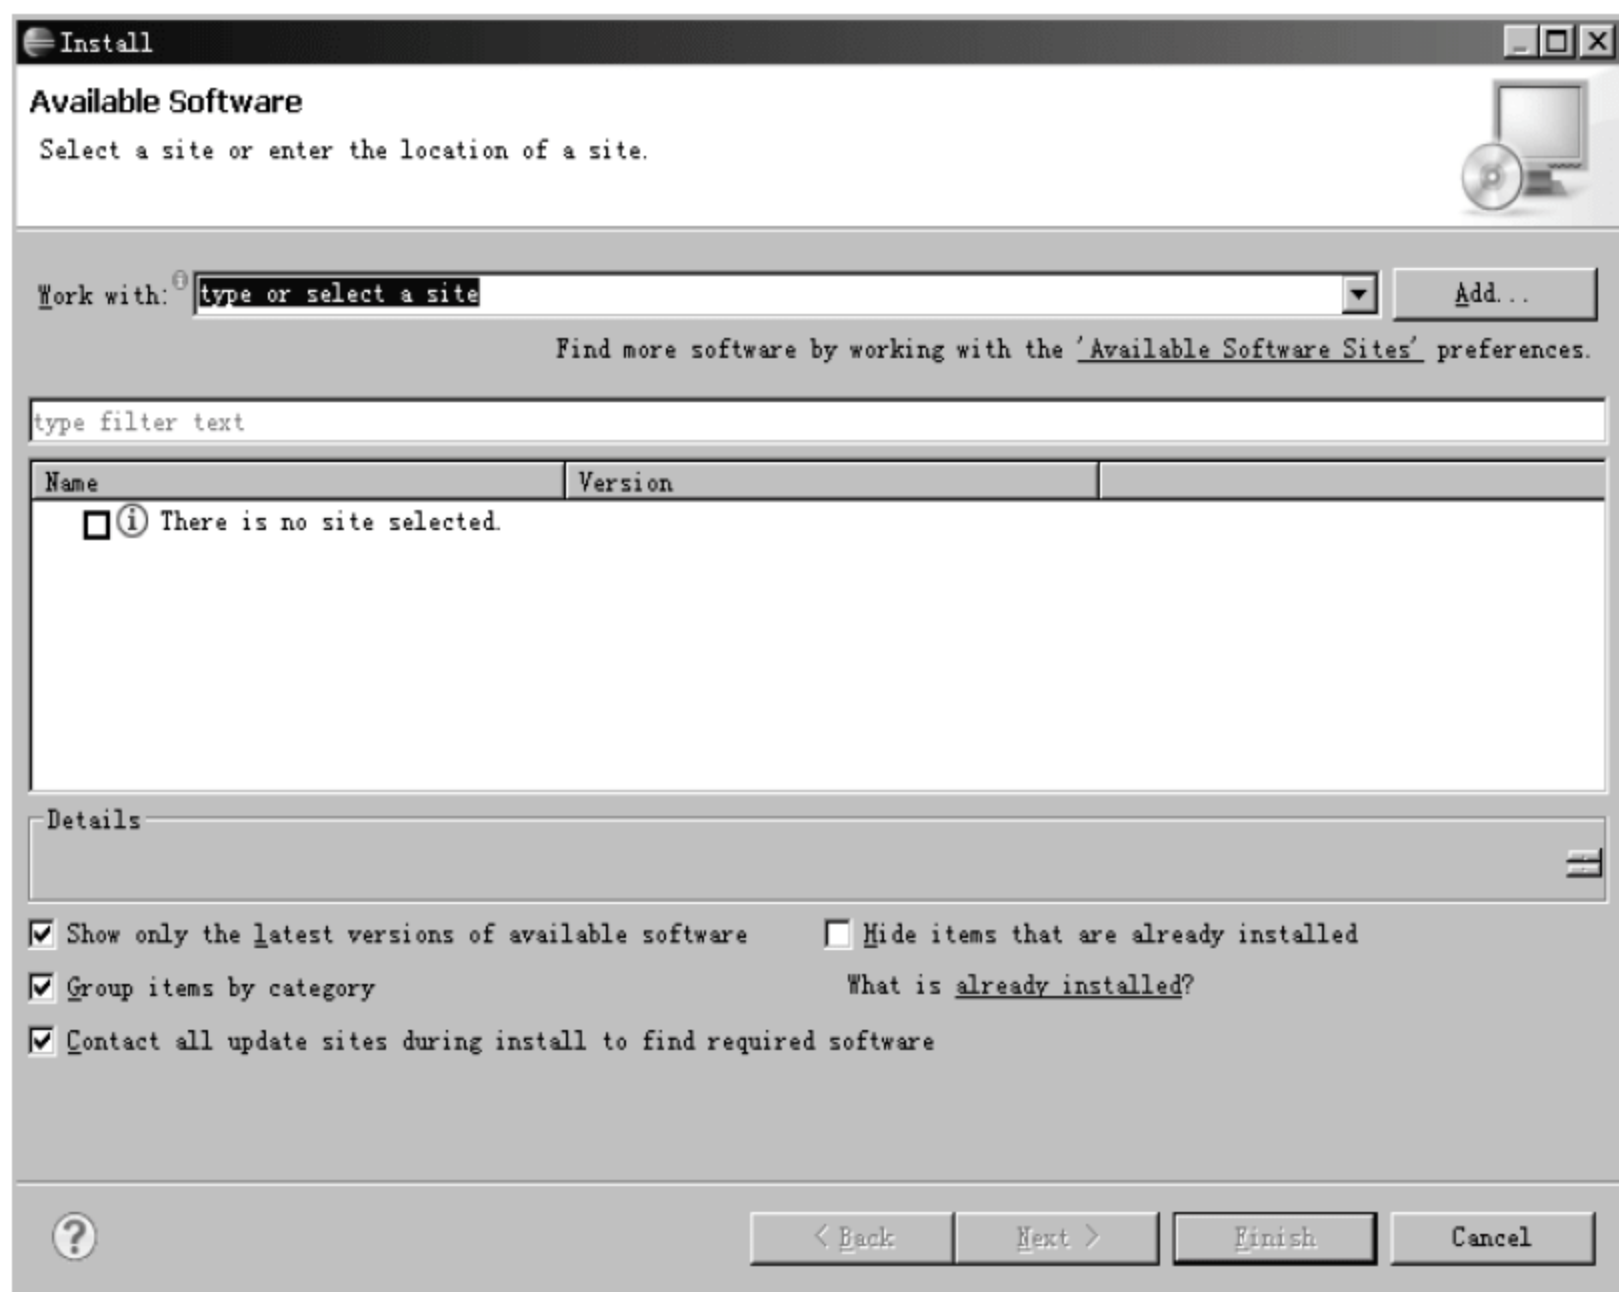 Install
Available Software
Select a site or enter the location of a site.
Work with: type or select a site Add...
Find more software by working with the 'Available Software Sites' preferences.
type filter text
Name Version
There is no site selected.
Details
Show only the latest versions of available software Hide items that are already installed
Group items by category What is already installed?
Contact all update sites during install to find required software
? < Back Next > Finish Cancel